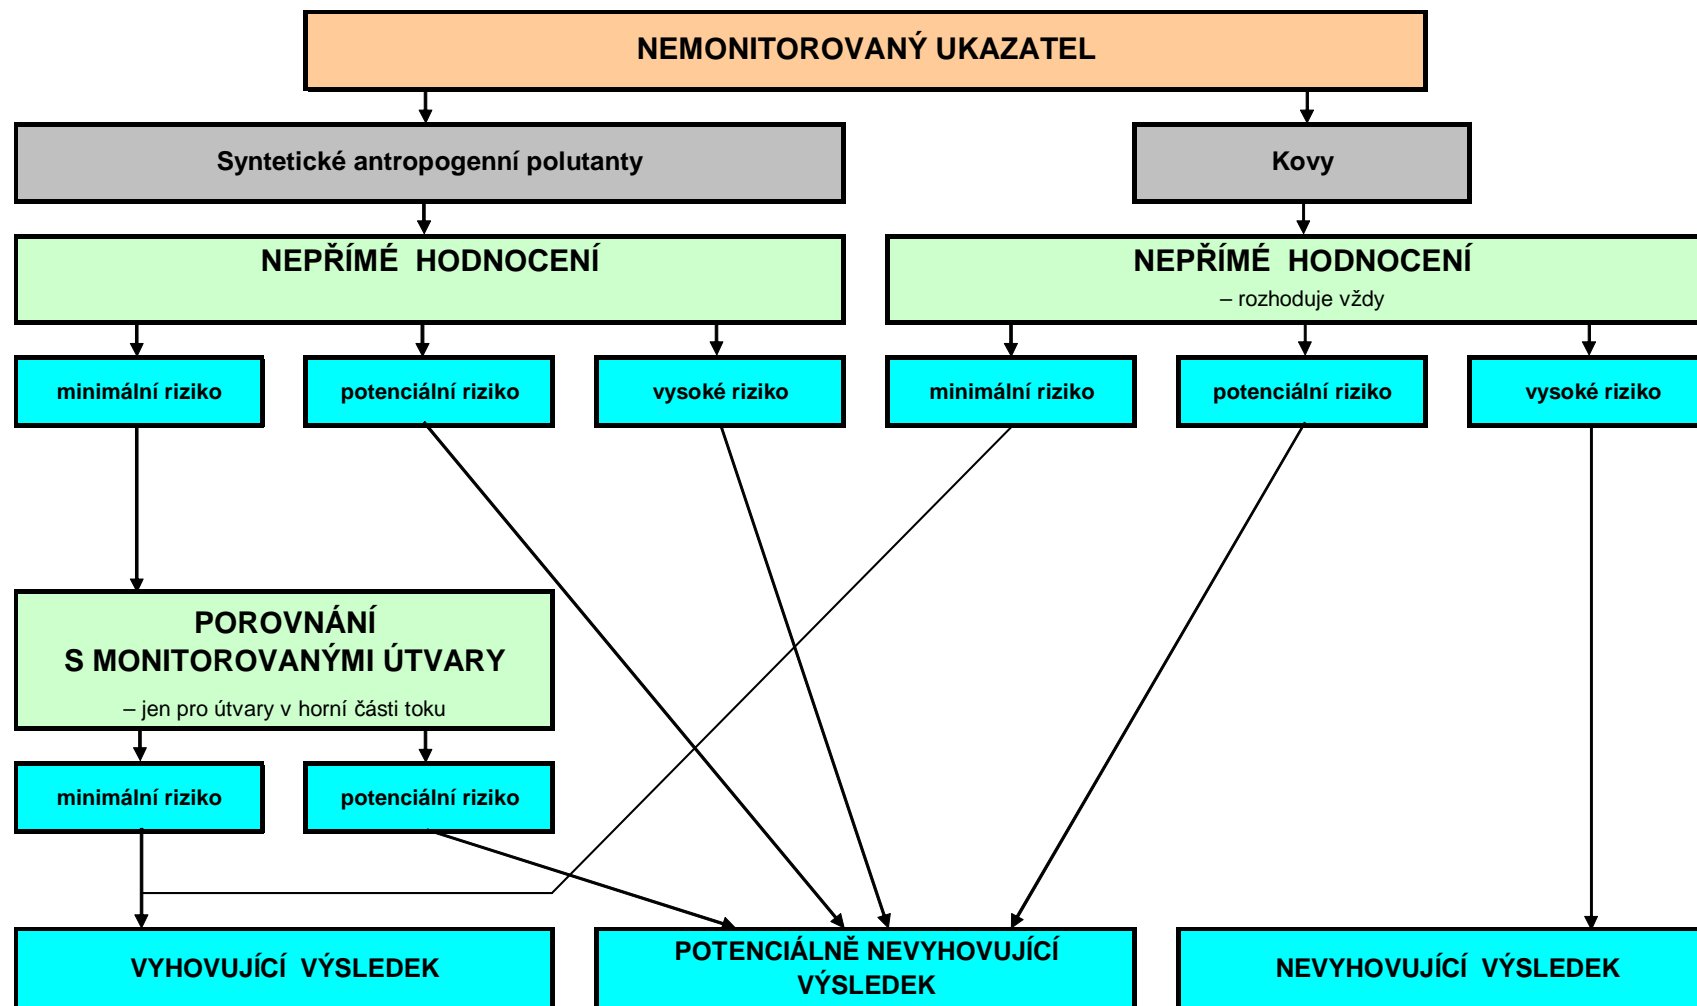 NEMONITOROVANÝ UKAZATEL
Syntetické antropogenní polutanty
Kovy
NEPŘÍMÉ HODNOCENÍ
NEPŘÍMÉ HODNOCENÍ
– rozhoduje vždy
minimální riziko
potenciální riziko
vysoké riziko
minimální riziko
potenciální riziko
vysoké riziko
POROVNÁNÍ
S MONITOROVANÝMI ÚTVARY
– jen pro útvary v horní části toku
minimální riziko
potenciální riziko
VYHOVUJÍCÍ VÝSLEDEK
POTENCIÁLNĚ NEVYHOVUJÍCÍ
VÝSLEDEK
NEVYHOVUJÍCÍ VÝSLEDEK